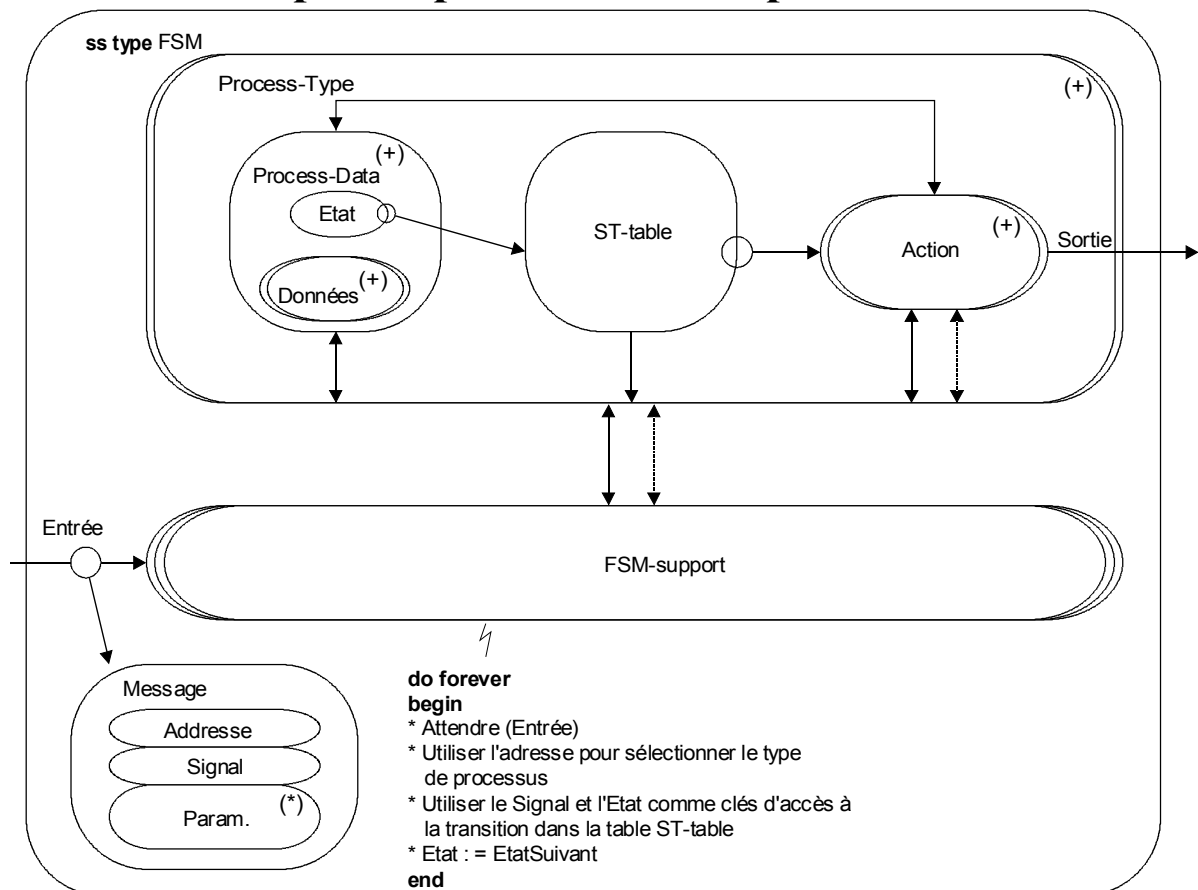 ss type FSM
Process-Type
(+)
(+)
Process-Data
Etat
ST-table
(+)
Action
Sortie
Données
(+)
Entrée
FSM-support
Message
Addresse
Signal
(*)
Param.
do forever
begin
* Attendre (Entrée)
* Utiliser l'adresse pour sélectionner le type
de processus
* Utiliser le Signal et l'Etat comme clés d'accès à
la transition dans la table ST-table
* Etat : = EtatSuivant
end